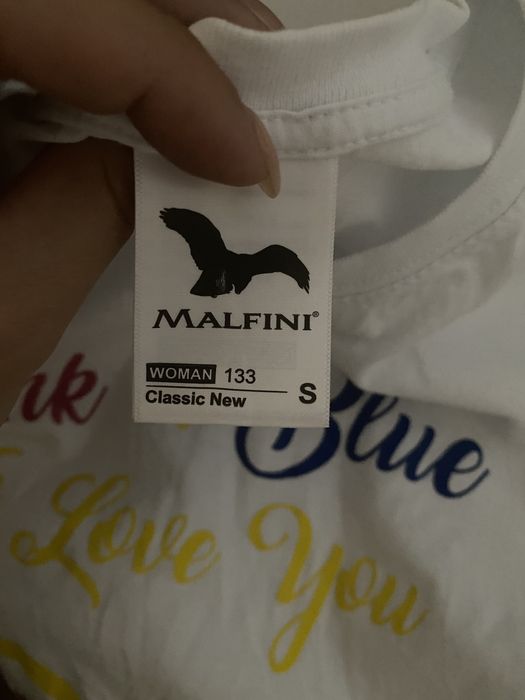 MALFINI®
WOMAN 133
Classic New S
Blue
Love You